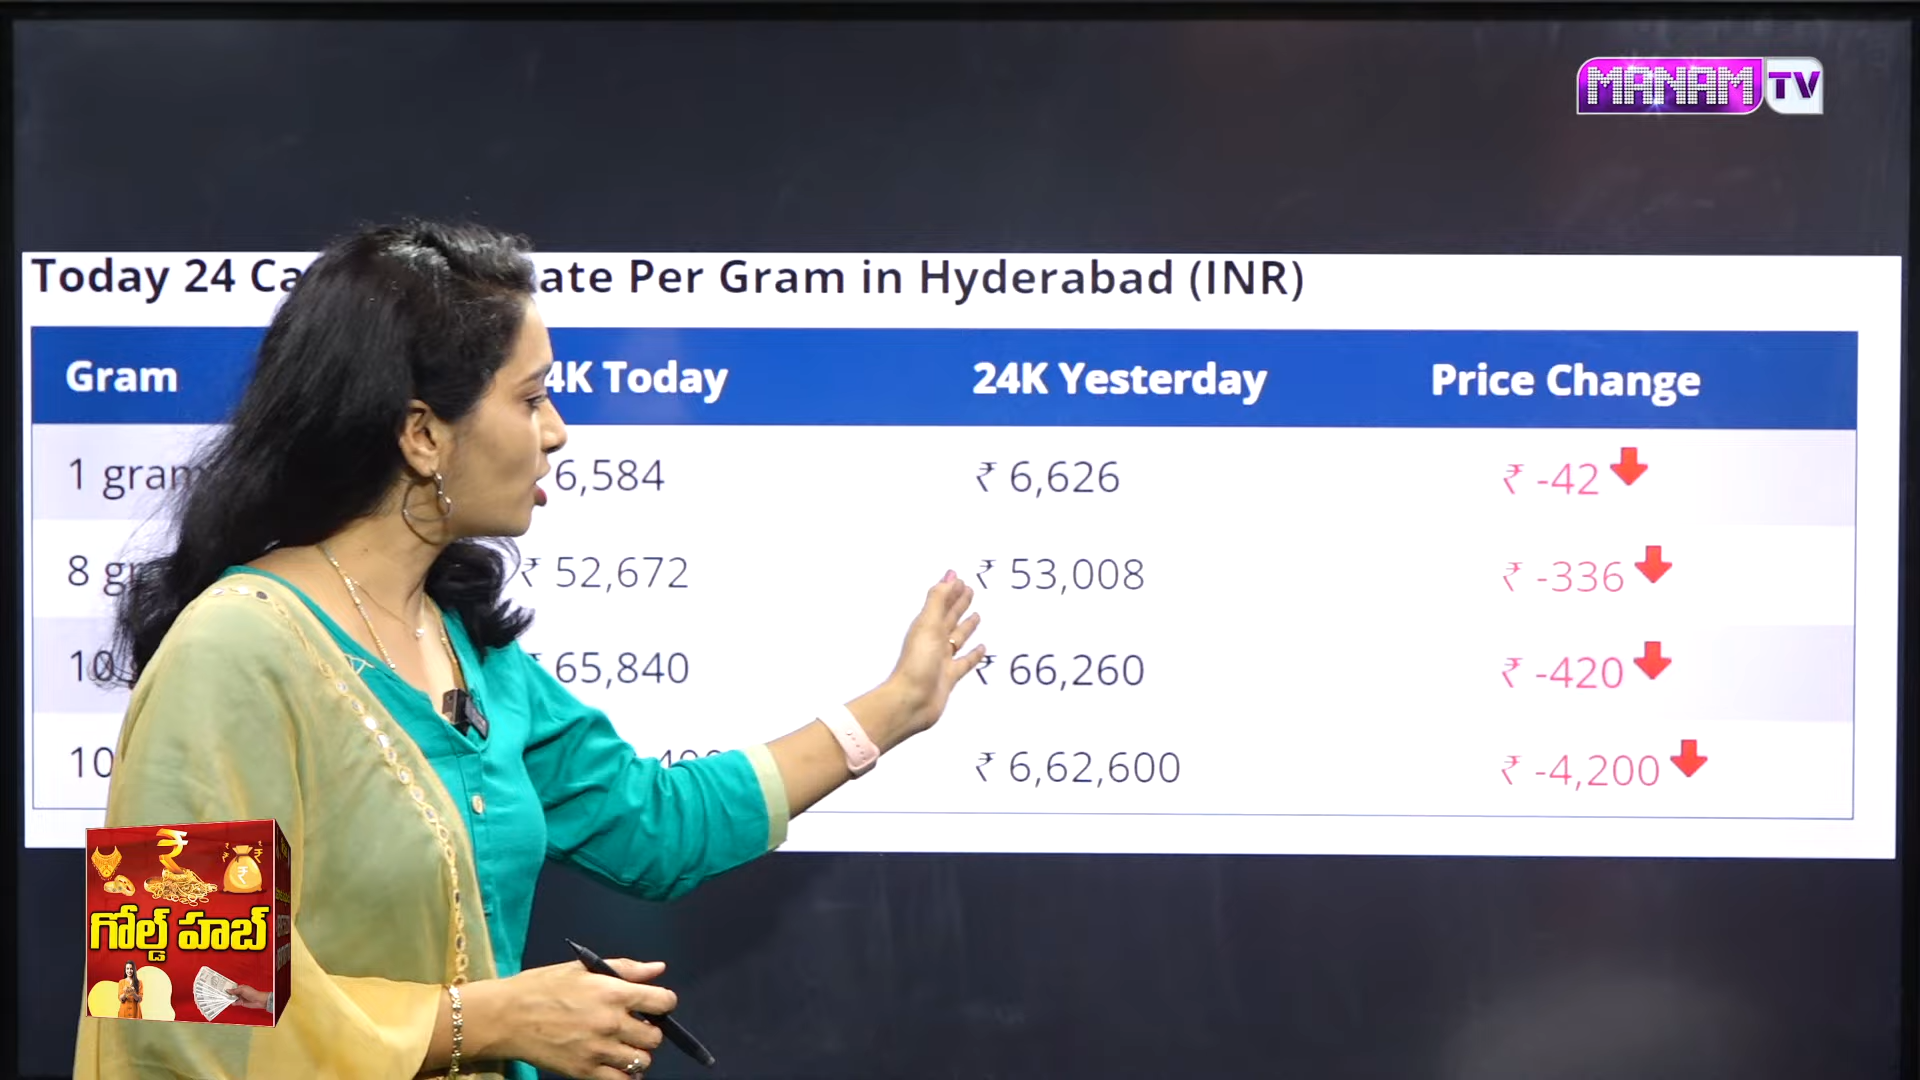 MANAM TV
Today 24 Ca ate Per Gram in Hyderabad (INR)
Gram 4K Today 24K Yesterday Price Change
1 gram 6,584 ₹ 6,626 ₹ -42
8 gr ₹ 52,672 ₹ 53,008 ₹ -336
10 65,840 ₹ 66,260 ₹ -420
10 400 ₹ 6,62,600 ₹ -4,200
గోల్డ్ హబ్